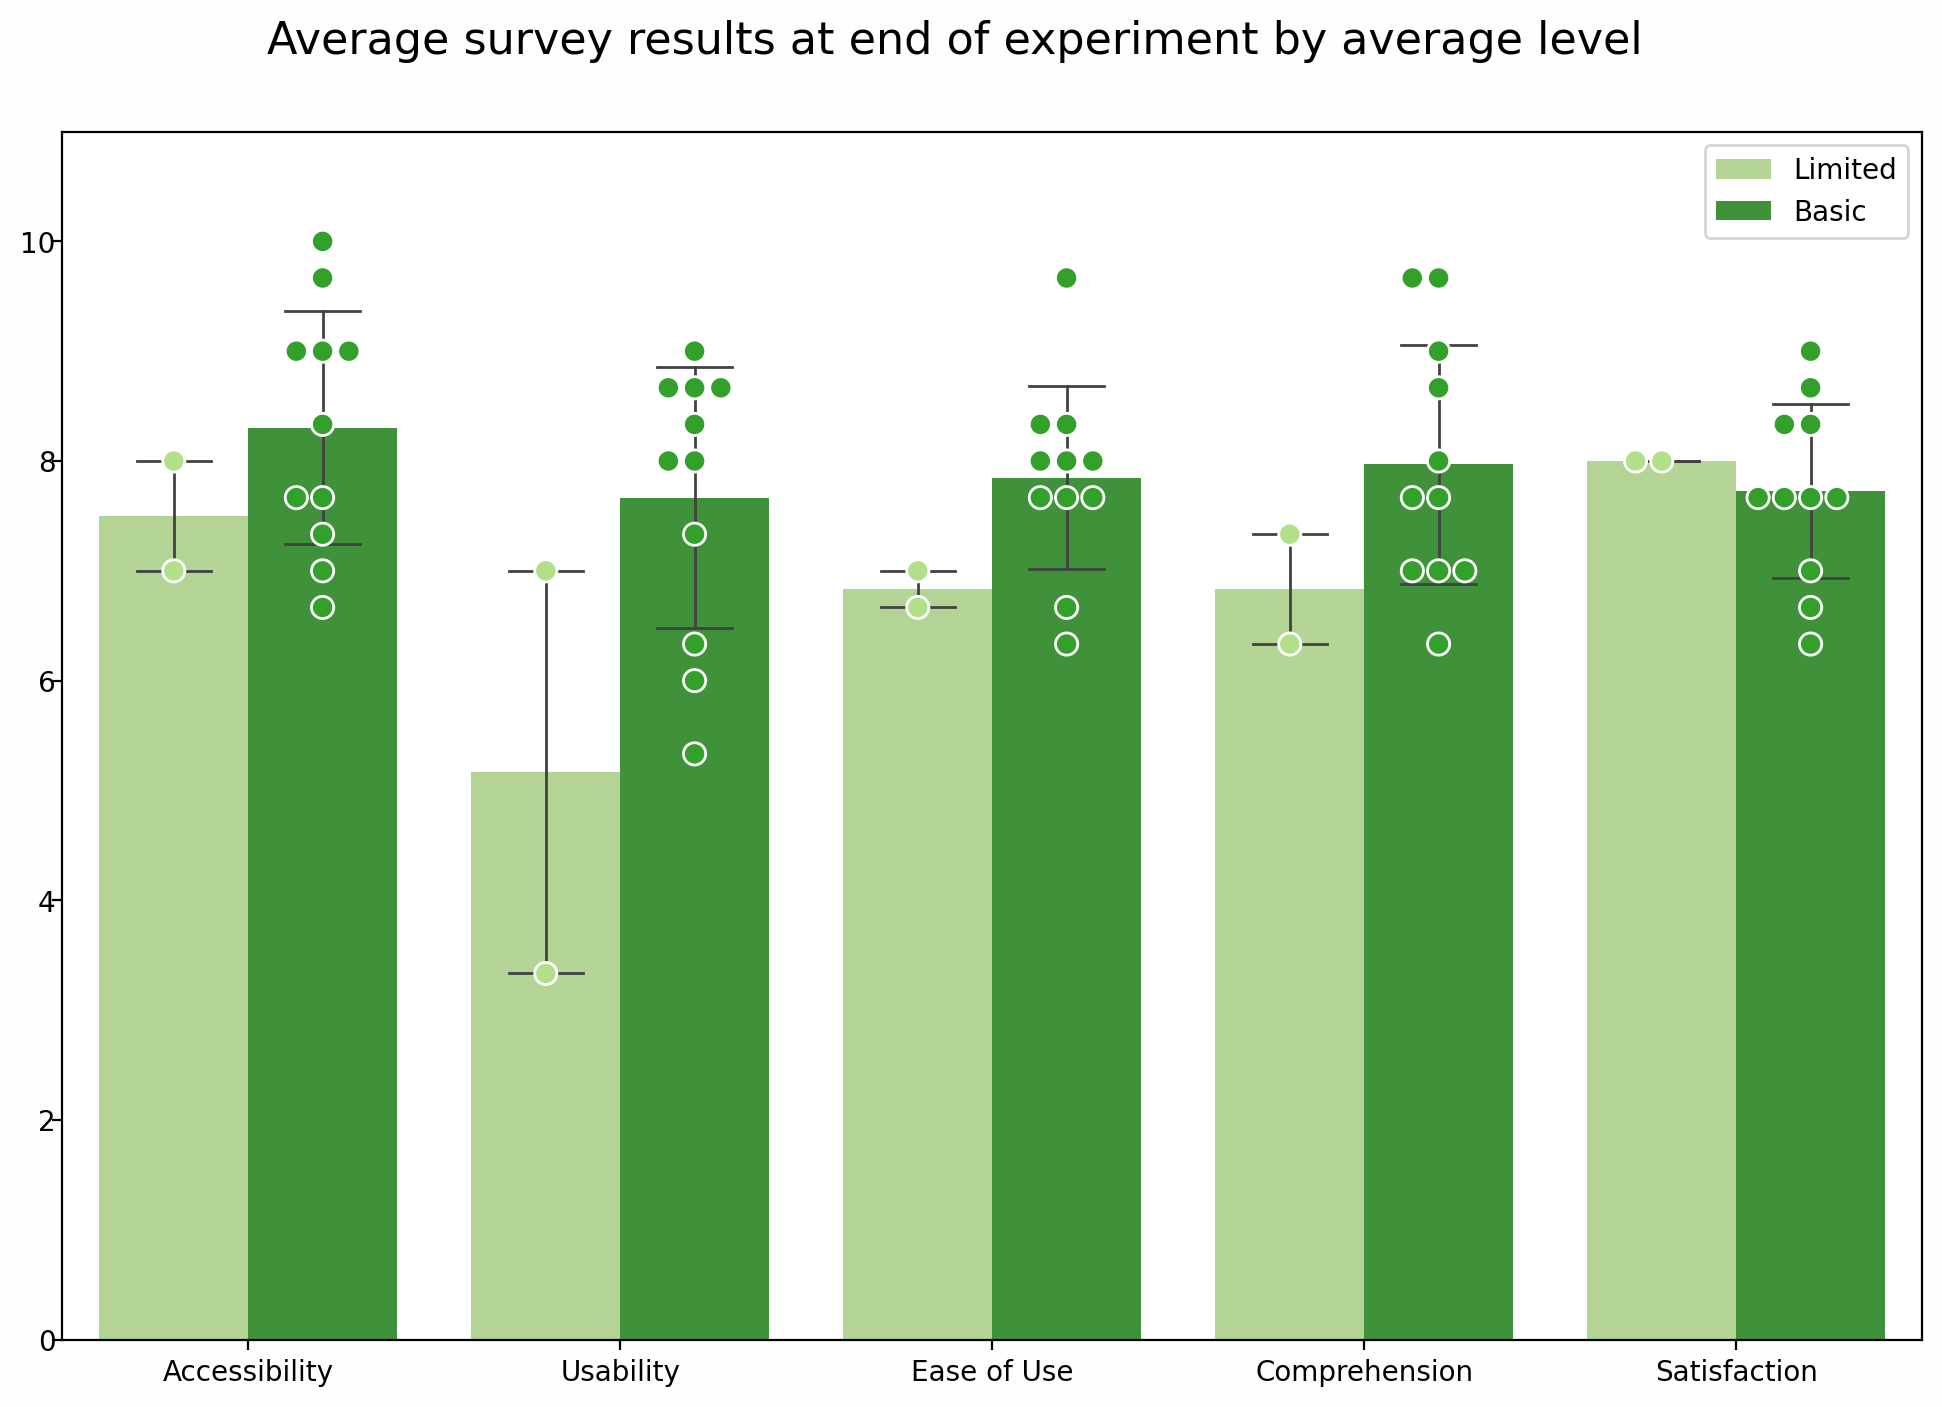 Average survey results at end of experiment by average level
Limited
Basic
10
8
6
4
2
0
Accessibility
Usability
Ease of Use
Comprehension
Satisfaction